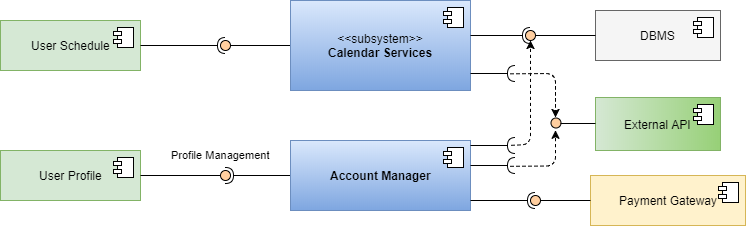 User Schedule
<<subsystem>>
Calendar Services
DBMS
External API
Profile Management
User Profile
Account Manager
Payment Gateway